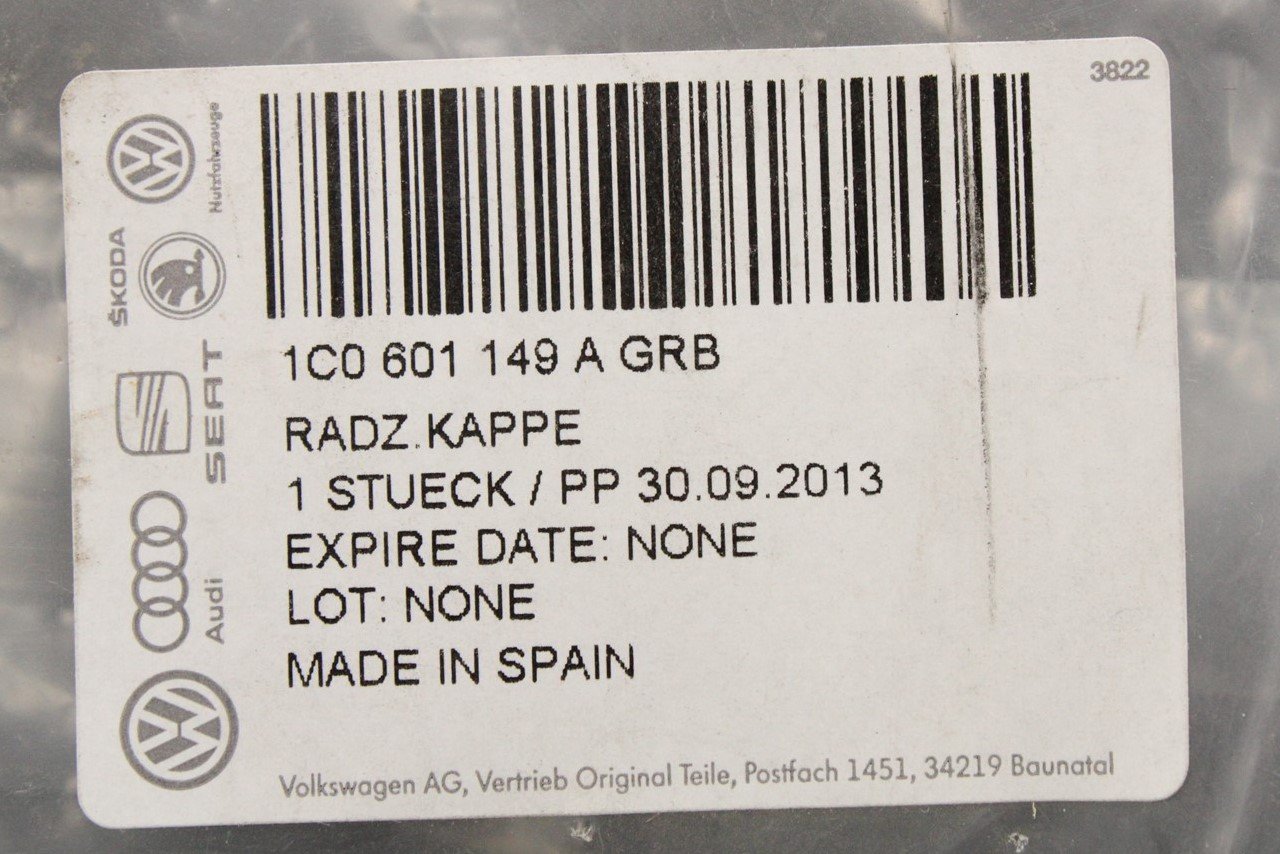 3822
Nutzfahrzeuge
ŠKODA
SEAT
Audi
1C0 601 149 A GRB
RADZ.KAPPE
1 STUECK / PP 30.09.2013
EXPIRE DATE: NONE
LOT: NONE
MADE IN SPAIN
Volkswagen AG, Vertrieb Original Teile, Postfach 1451, 34219 Baunatal